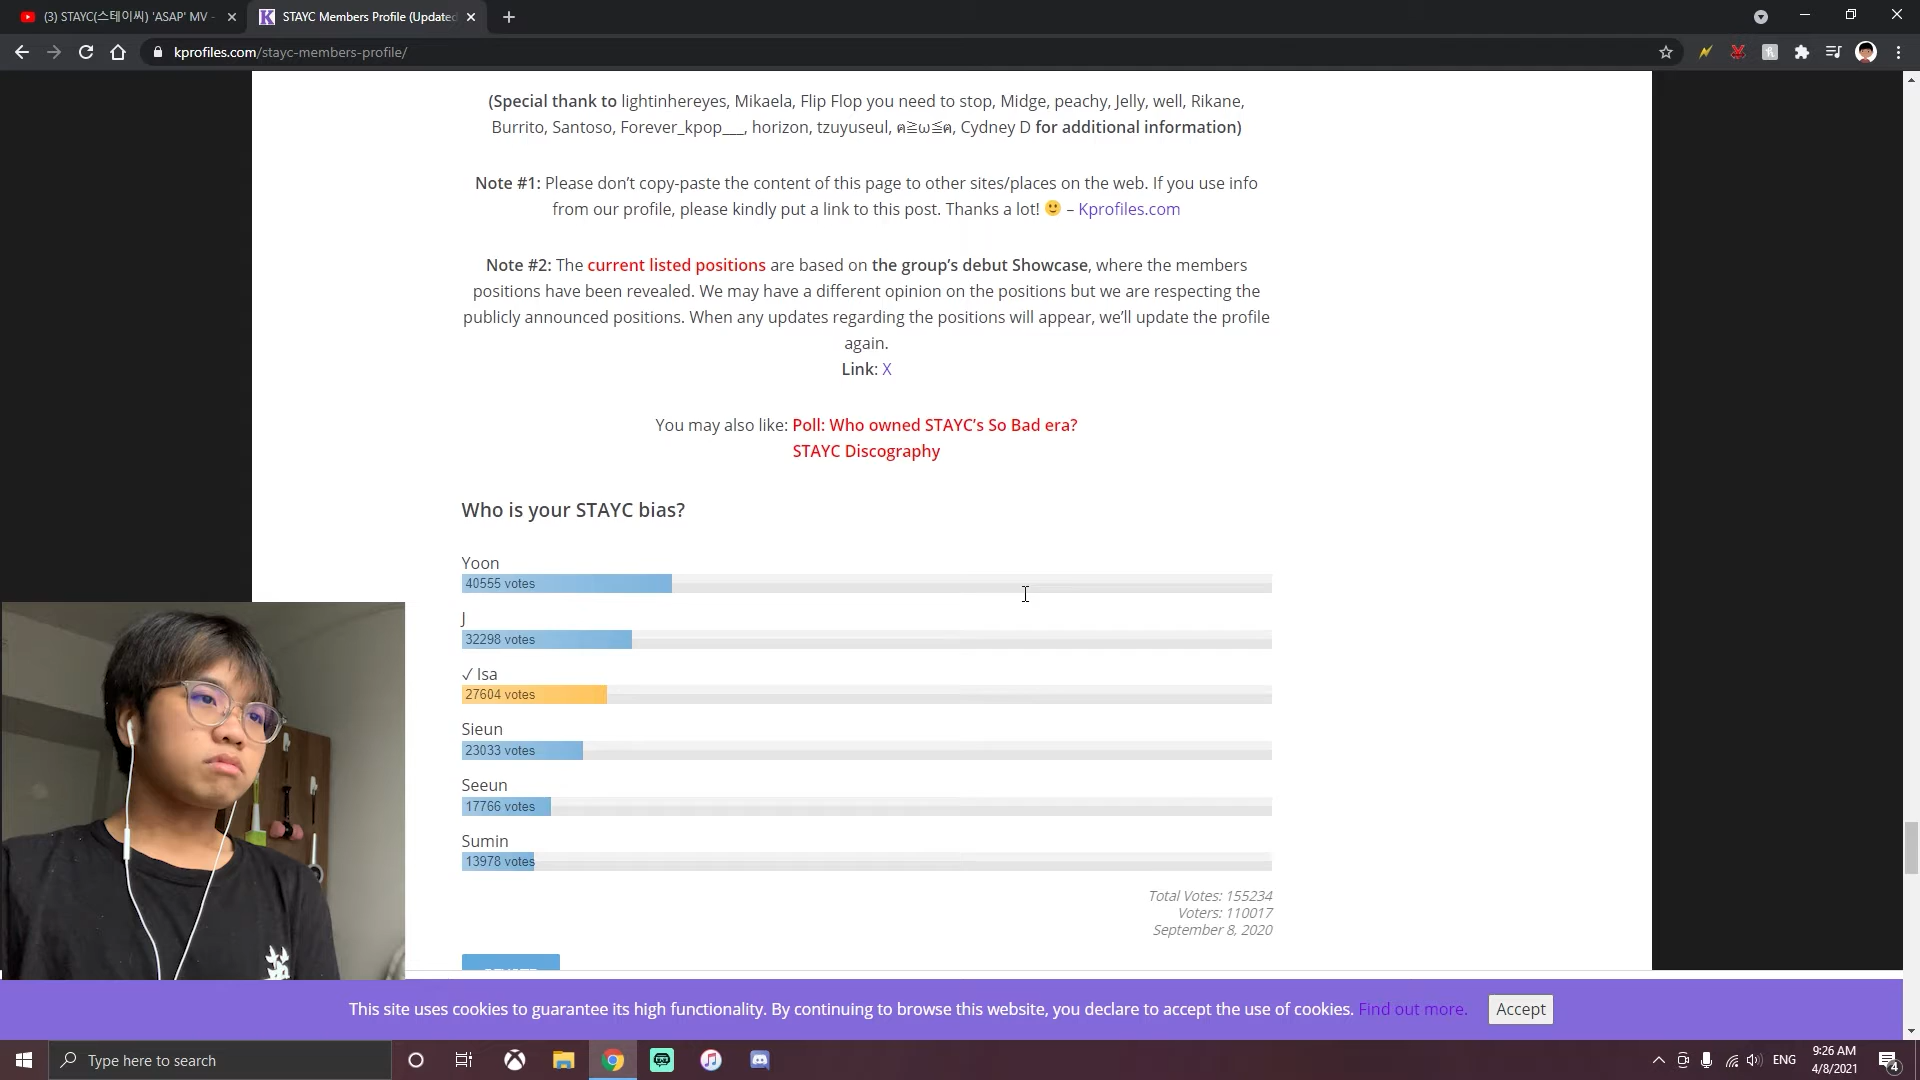 (3) STAYC(스테이씨) 'ASAP' MV -
STAYC Members Profile (Updated
kprofiles.com/stayc-members-profile/
(Special thank to lightinhereyes, Mikaela, Flip Flop you need to stop, Midge, peachy, Jelly, well, Rikane,
Burrito, Santoso, Forever_kpop___, horizon, tzuyuseul, ฅ≧ω≦ฅ, Cydney D for additional information)
Note #1: Please don’t copy-paste the content of this page to other sites/places on the web. If you use info
from our profile, please kindly put a link to this post. Thanks a lot! 🙂 – Kprofiles.com
Note #2: The current listed positions are based on the group’s debut Showcase, where the members
positions have been revealed. We may have a different opinion on the positions but we are respecting the
publicly announced positions. When any updates regarding the positions will appear, we’ll update the profile
again.
Link: X
You may also like: Poll: Who owned STAYC’s So Bad era?
STAYC Discography
Who is your STAYC bias?
Yoon
40555 votes
J
32298 votes
✓ Isa
27604 votes
Sieun
23033 votes
Seeun
17766 votes
Sumin
13978 votes
Total Votes: 155234
Voters: 110017
September 8, 2020
This site uses cookies to guarantee its high functionality. By continuing to browse this website, you declare to accept the use of cookies. Find out more. Accept
Type here to search
ENG
9:26 AM
4/8/2021
4